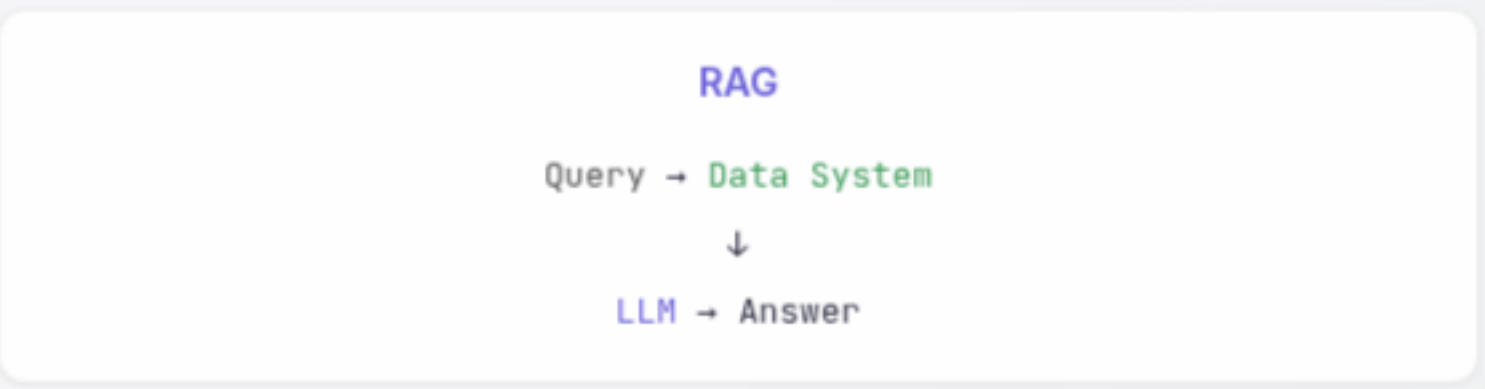 RAG
Query → Data System
↓
LLM → Answer